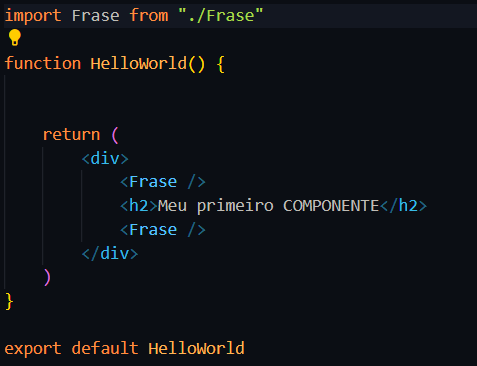 import Frase from "./Frase"
function HelloWorld() {
return (
<div>
<Frase />
<h2>Meu primeiro COMPONENTE</h2>
<Frase />
</div>
)
}
export default HelloWorld